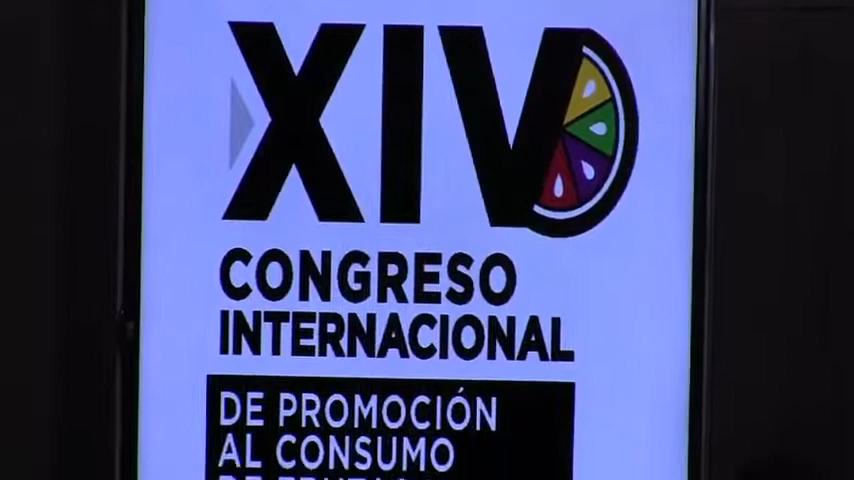 XIV
CONGRESO
INTERNACIONAL
DE PROMOCIÓN
AL CONSUMO